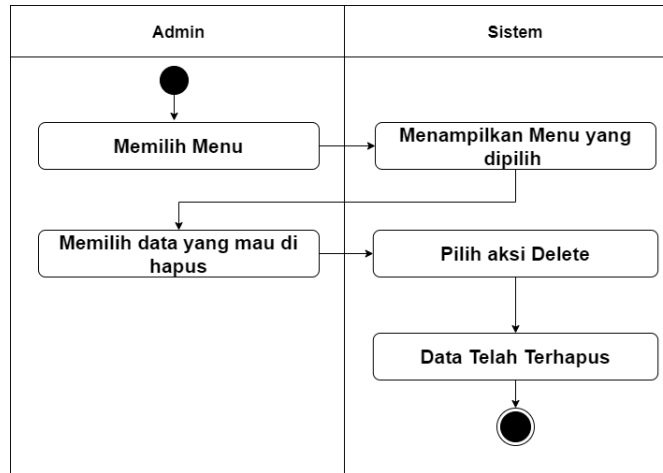 Admin
Sistem
Memilih Menu
Menampilkan Menu yang
dipilih
Memilih data yang mau di
hapus
Pilih aksi Delete
Data Telah Terhapus